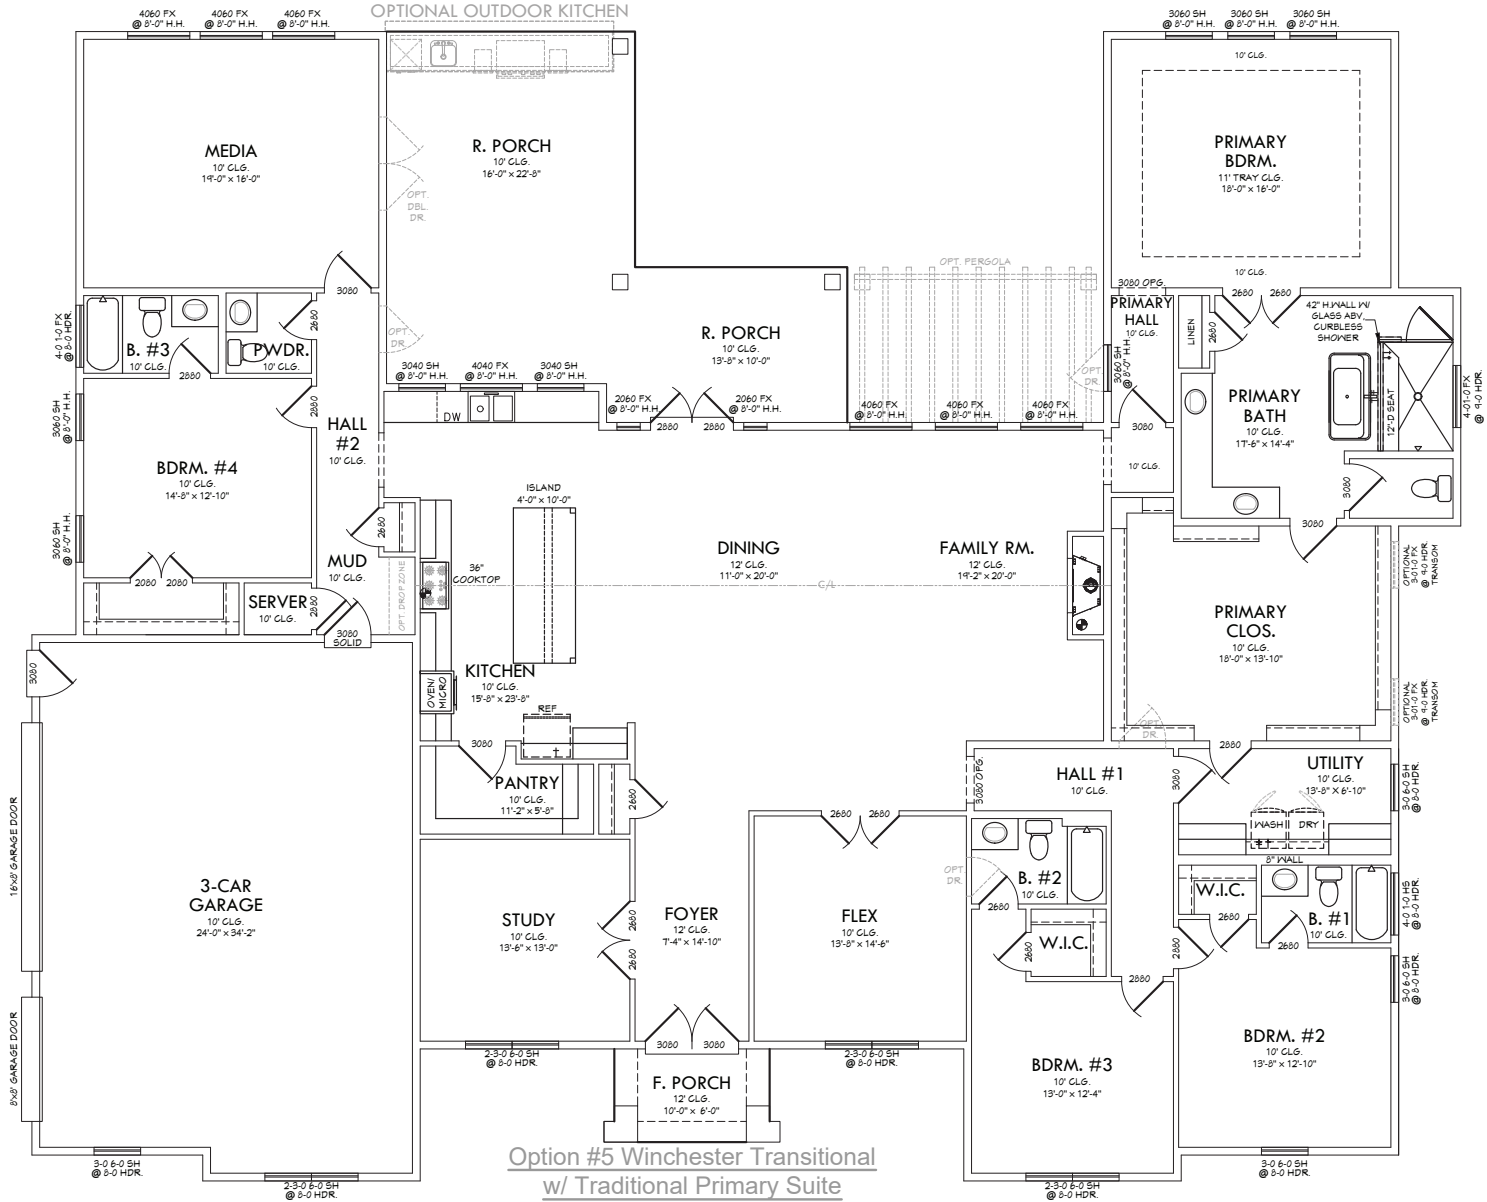 OPTIONAL OUTDOOR KITCHEN
4060 FX
@ 8'-0" H.H.
4060 FX
@ 8'-0" H.H.
4060 FX
@ 8'-0" H.H.
3060 SH
@ 8'-0" H.H.
3060 SH
@ 8'-0" H.H.
3060 SH
@ 8'-0" H.H.
10' CLG.
MEDIA
10' CLG.
19'-0" x 16'-0"
R. PORCH
10' CLG.
16'-0" x 22'-8"
OPT.
DBL.
DR.
PRIMARY
BDRM.
11' TRAY CLG.
18'-0" x 16'-0"
10' CLG.
OPT. PERGOLA
3080
3080 OPG.
PRIMARY
HALL
10' CLG.
2680
2680
42" H.WALL W/
GLASS ABV.
CURBLESS
SHOWER
4-0 1-0 FX
@ 8-0 HDR.
B. #3
10' CLG.
PWDR.
10' CLG.
2680
2880
OPT.
DR.
R. PORCH
10' CLG.
13'-8" x 10'-0"
LINEN
2680
3060 SH
@ 8'-0" H.H.
OPT.
DR.
3040 SH
@ 8'-0" H.H.
4040 FX
@ 8'-0" H.H.
3040 SH
@ 8'-0" H.H.
2060 FX
@ 8'-0" H.H.
2060 FX
@ 8'-0" H.H.
4060 FX
@ 8'-0" H.H.
4060 FX
@ 8'-0" H.H.
4060 FX
@ 8'-0" H.H.
DW
2880
2880
3080
10' CLG.
PRIMARY
BATH
10' CLG.
17'-6" x 14'-4"
12"-D SEAT
4-0 1-0 FX
@ 9-0 HDR.
3080
3060 SH
@ 8'-0" H.H.
2880
HALL
#2
10' CLG.
BDRM. #4
10' CLG.
14'-8" x 12'-10"
3060 SH
@ 8'-0" H.H.
2080
2080
2680
MUD
10' CLG.
OPT DROPZONE
SERVER
10' CLG.
2880
3080
SOLID
ISLAND
4'-0" x 10'-0"
36"
COOKTOP
DINING
12' CLG.
11'-0" x 20'-0"
C/L
FAMILY RM.
12' CLG.
19'-2" x 20'-0"
3080
OPTIONAL
3-0 1-0 FX
@ 9-0 HDR.
TRANSOM
PRIMARY
CLOS.
10' CLG.
18'-0" x 13'-10"
OPTIONAL
3-0 1-0 FX
@ 9-0 HDR.
TRANSOM
OPT.
DR.
3080
OVEN/
MICRO
KITCHEN
10' CLG.
15'-8" x 23'-8"
REF
3080
PANTRY
10' CLG.
11'-2" x 5'-8"
2680
3080 OPG.
HALL #1
10' CLG.
3080
2880
UTILITY
10' CLG.
13'-8" X 6'-10"
WASH
DRY
3-0 6-0 SH
@ 8-0 HDR.
8" WALL
16'x8' GARAGE DOOR
8'x8' GARAGE DOOR
3-CAR
GARAGE
10' CLG.
24'-0" x 34'-2"
STUDY
10' CLG.
13'-6" x 13'-0"
2680
2680
FOYER
12' CLG.
7'-4" x 14'-10"
2680
2680
FLEX
10' CLG.
13'-8" x 14'-6"
OPT.
DR.
B. #2
10' CLG.
2680
W.I.C.
2680
2880
2880
W.I.C.
2680
B. #1
10' CLG.
2680
4-0 1-0 HS
@ 8-0 HDR.
3-0 6-0 SH
@ 8-0 HDR.
BDRM. #2
10' CLG.
13'-8" x 12'-10"
BDRM. #3
10' CLG.
13'-0" x 12'-4"
3080
3080
F. PORCH
12' CLG.
10'-0" x 6'-0"
2-3-0 6-0 SH
@ 8-0 HDR.
2-3-0 6-0 SH
@ 8-0 HDR.
3-0 6-0 SH
@ 8-0 HDR.
2-3-0 6-0 SH
@ 8-0 HDR.
2-3-0 6-0 SH
@ 8-0 HDR.
3-0 6-0 SH
@ 8-0 HDR.
Option #5 Winchester Transitional
w/ Traditional Primary Suite